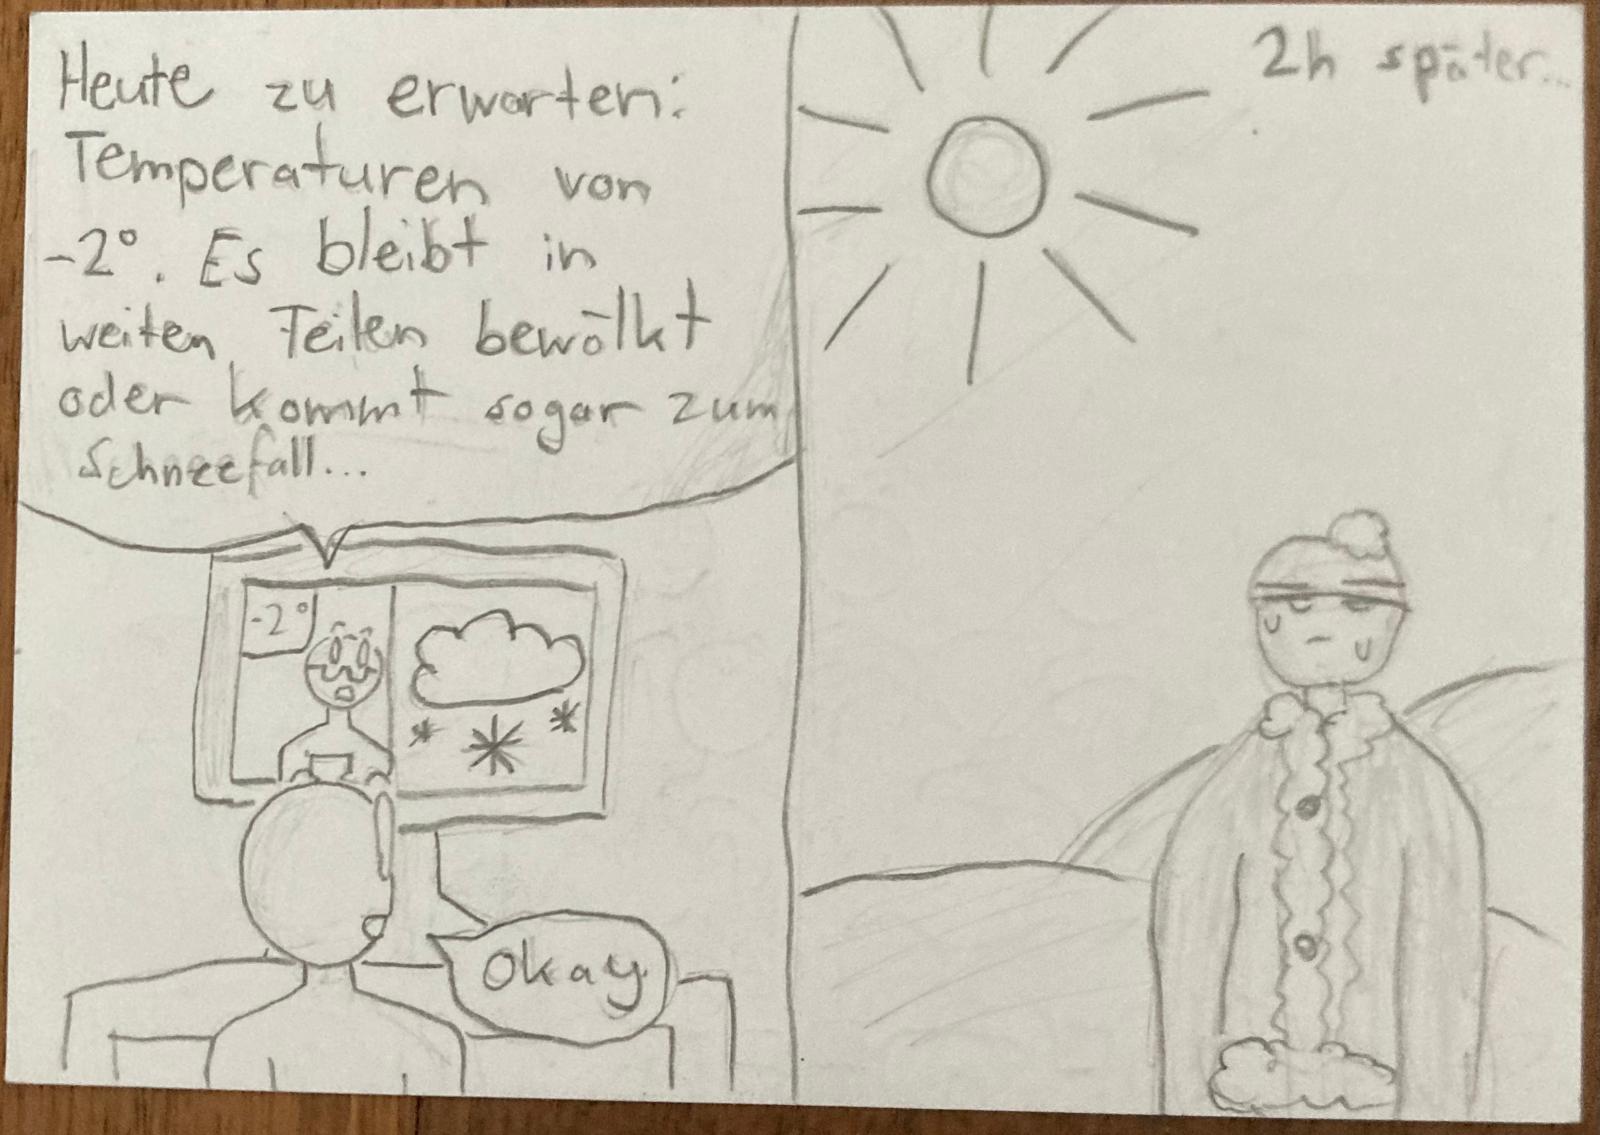 Heute zu erwarten:
Temperaturen von
-2°. Es bleibt in
weiten Teilen bewölkt
oder kommt sogar zum
Schneefall...
-2°
Okay
2h später...